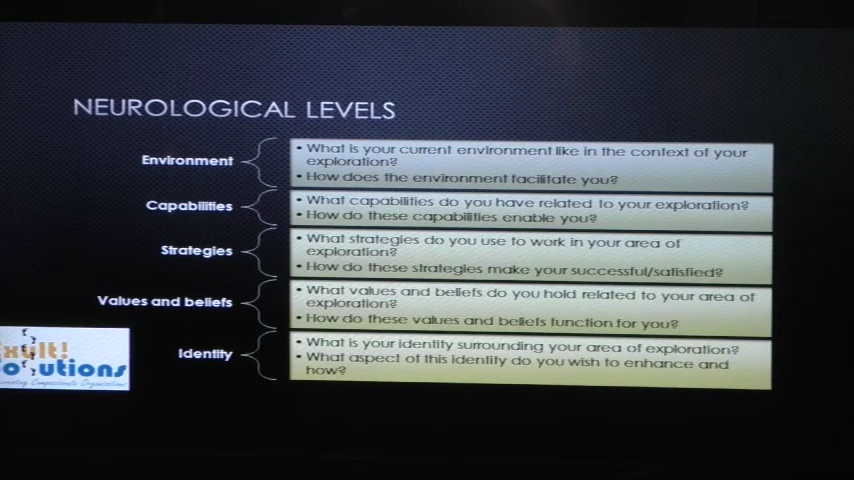 NEUROLOGICAL LEVELS
Environment
• What is your current environment like in the context of your
exploration?
• How does the environment facilitate you?
Capabilities
• What capabilities do you have related to your exploration?
• How do these capabilities enable you?
Strategies
• What strategies do you use to work in your area of
exploration?
• How do these strategies make your successful/satisfied?
Values and beliefs
• What values and beliefs do you hold related to your area of
exploration?
• How do these values and beliefs function for you?
Identity
• What is your identity surrounding your area of exploration?
• What aspect of this identity do you wish to enhance and
how?
xult!
olutions
Compassionate Organizations